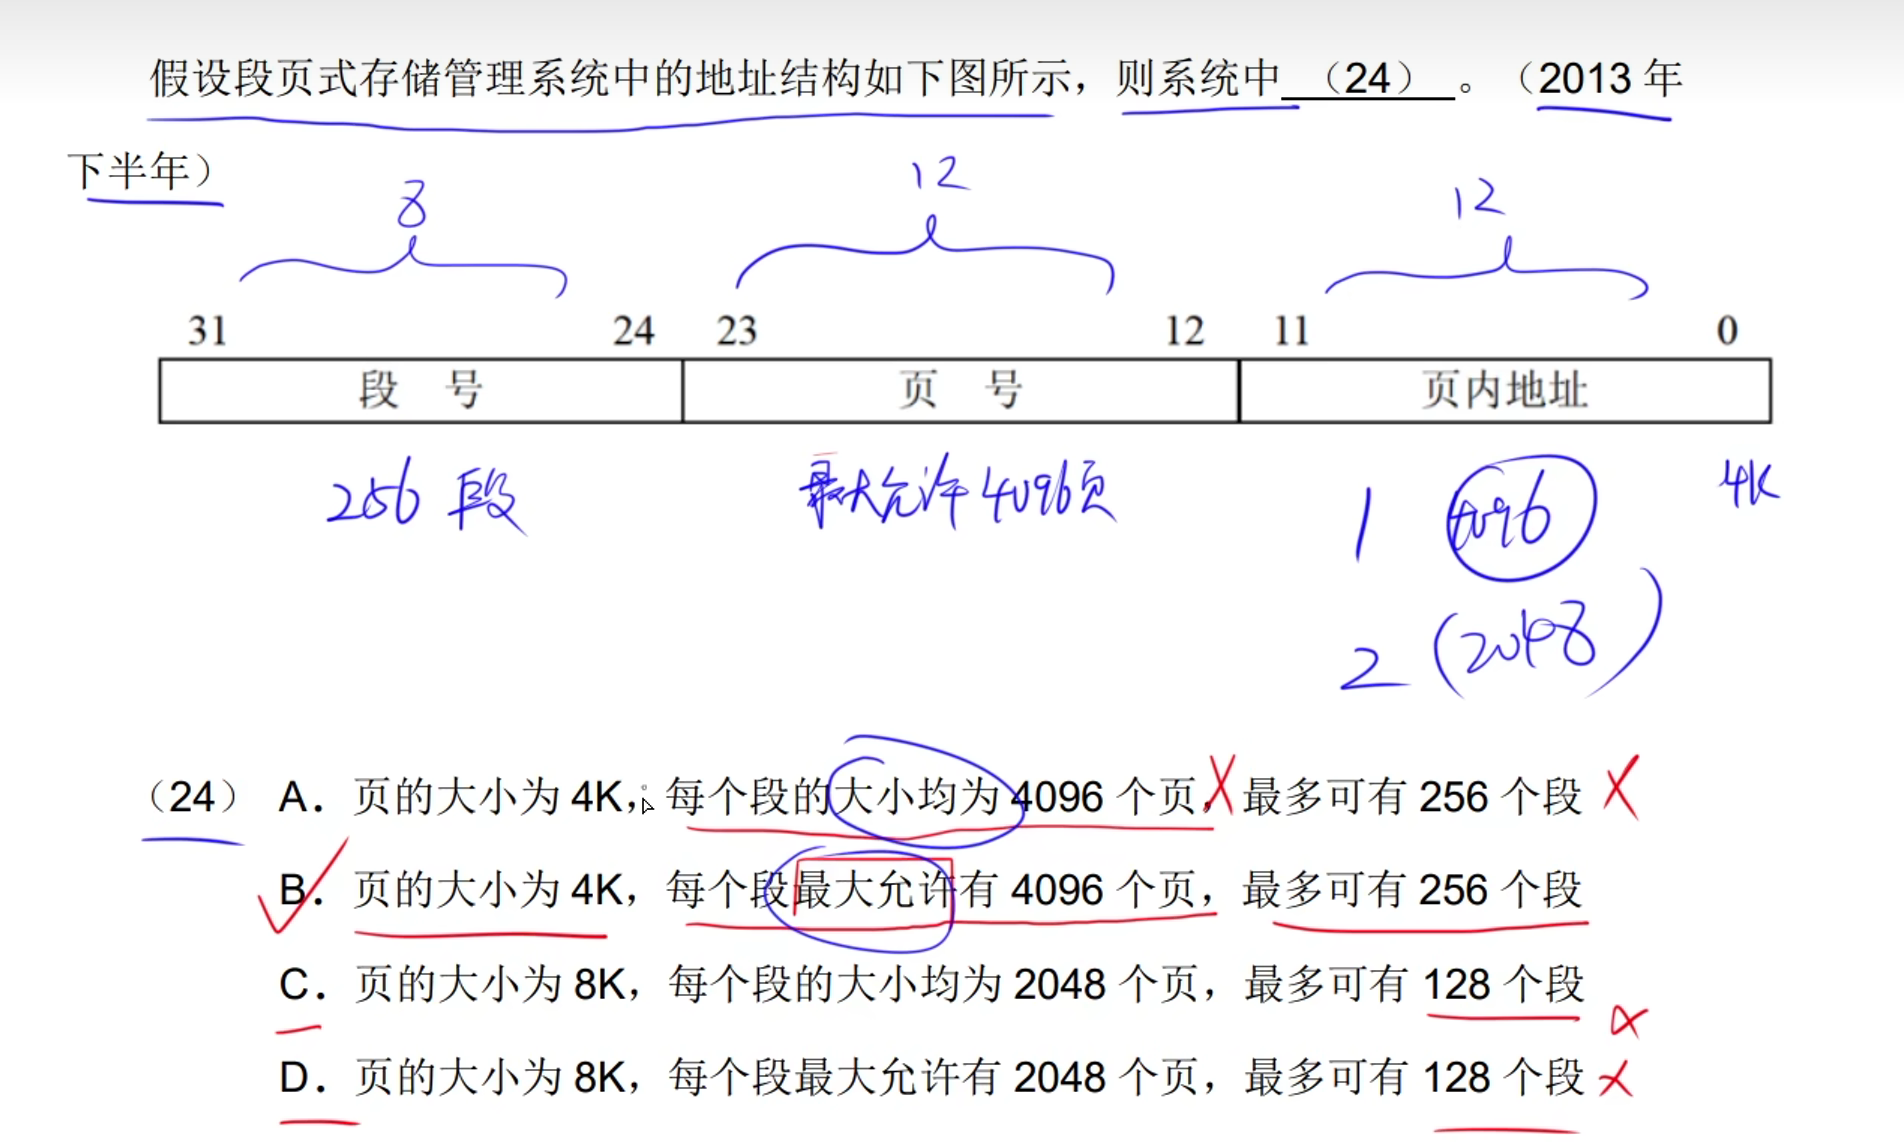 假设段页式存储管理系统中的地址结构如下图所示，则系统中 （24） 。（2013 年
下半年）
8 12 12
31 24 23 12 11 0
段 号 页 号 页内地址
256 段 最大允许4096页 1 4096 4K
2 (2048)
（24） A. 页的大小为 4K，每个段的大小均为 4096 个页，最多可有 256 个段
B. 页的大小为 4K，每个段最大允许有 4096 个页，最多可有 256 个段
C. 页的大小为 8K，每个段的大小均为 2048 个页，最多可有 128 个段
D. 页的大小为 8K，每个段最大允许有 2048 个页，最多可有 128 个段